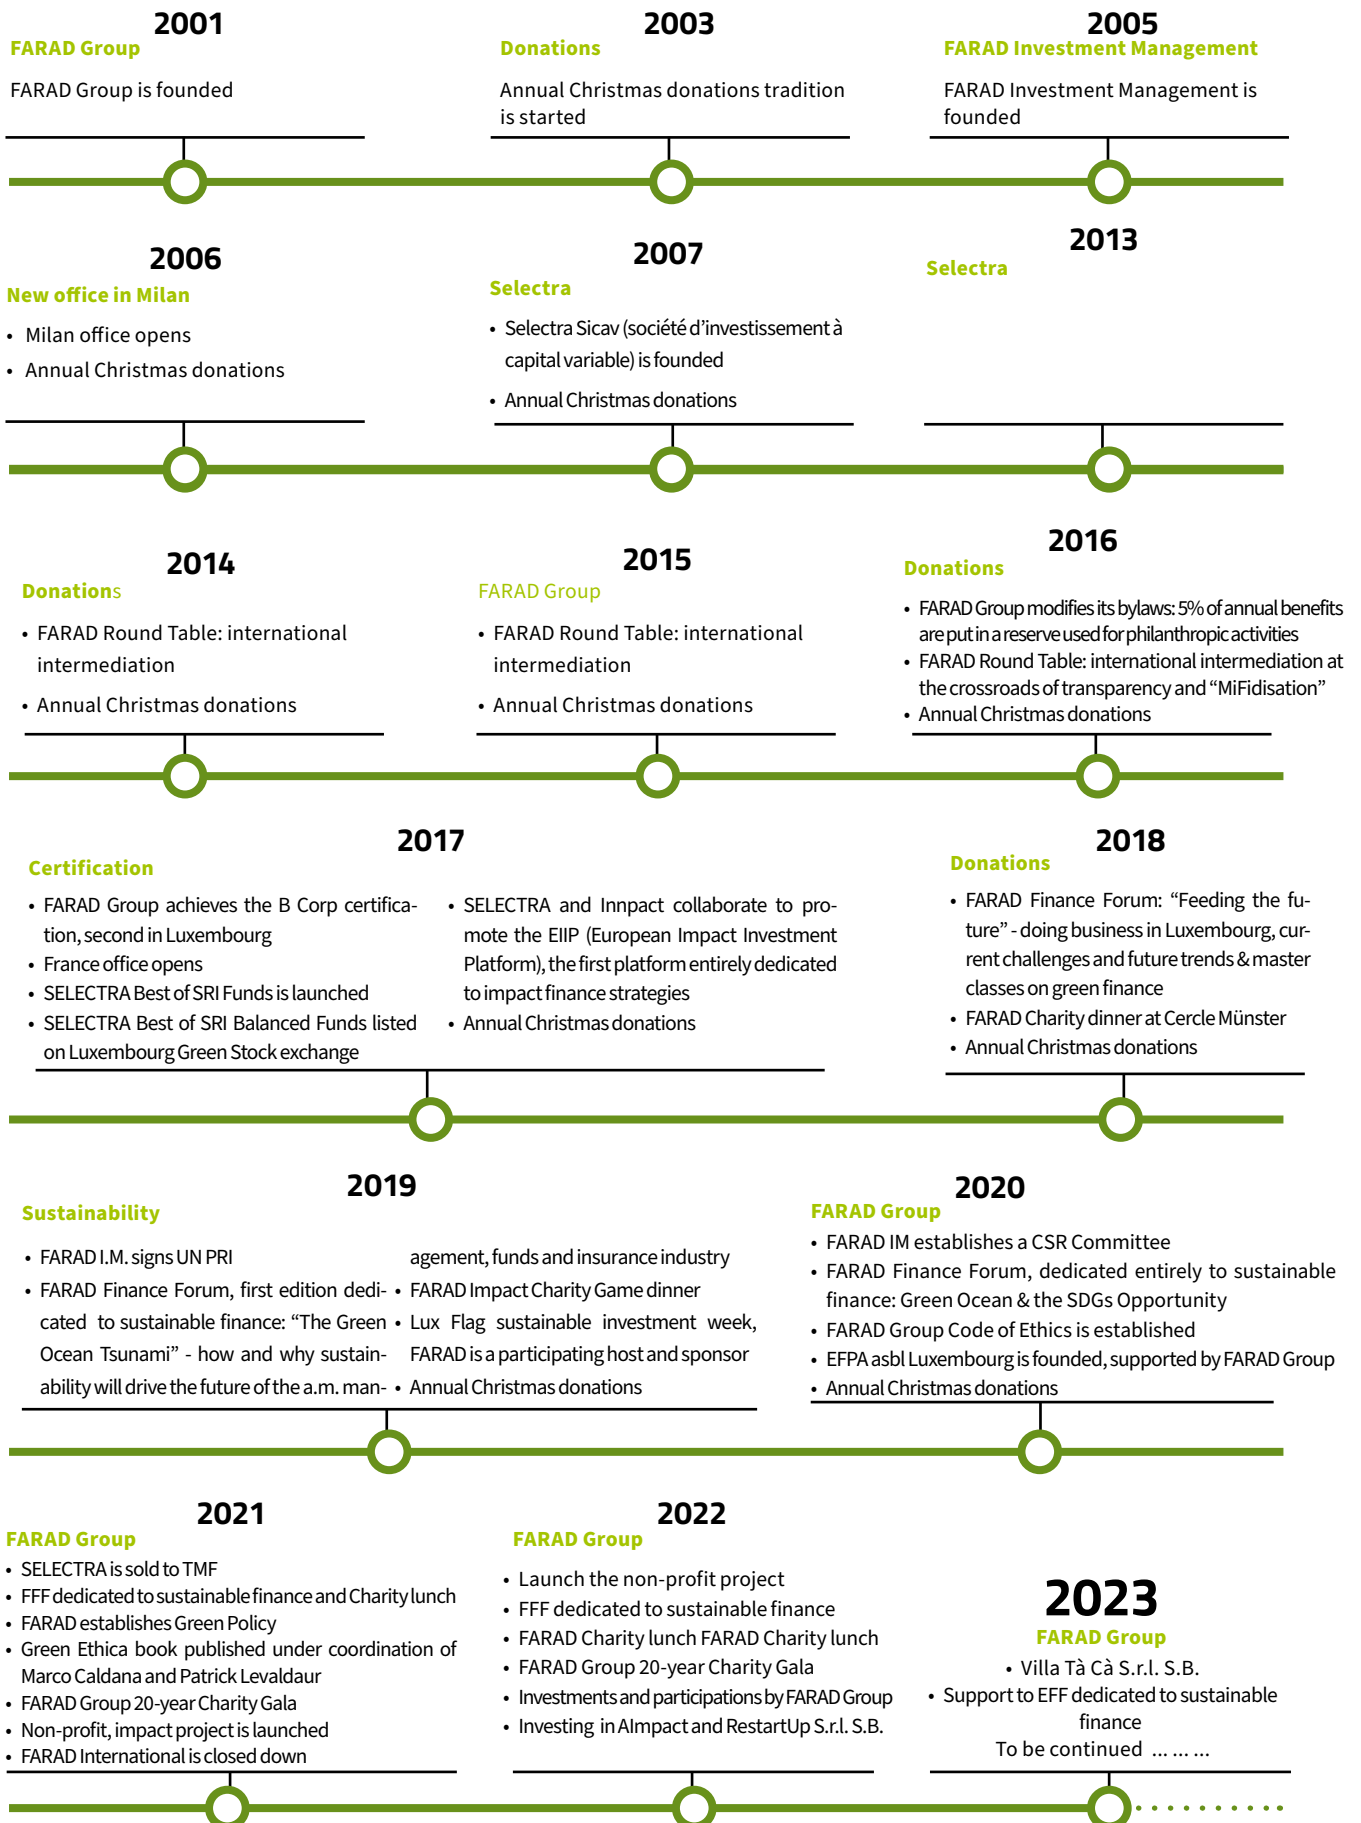 2001
FARAD Group
FARAD Group is founded
2003
Donations
Annual Christmas donations tradition
is started
2005
FARAD Investment Management
FARAD Investment Management is
founded
2006
New office in Milan
• Milan office opens
• Annual Christmas donations
2007
Selectra
• Selectra Sicav (société d'investissement à
capital variable) is founded
• Annual Christmas donations
2013
Selectra
2014
Donations
• FARAD Round Table: international
intermediation
• Annual Christmas donations
2015
FARAD Group
• FARAD Round Table: international
intermediation
• Annual Christmas donations
2016
Donations
• FARAD Group modifies its bylaws: 5% of annual benefits
are put in a reserve used for philanthropic activities
• FARAD Round Table: international intermediation at
the crossroads of transparency and “MiFidisation”
• Annual Christmas donations
2017
Certification
• FARAD Group achieves the B Corp certifica-
tion, second in Luxembourg
• France office opens
• SELECTRA Best of SRI Funds is launched
• SELECTRA Best of SRI Balanced Funds listed
on Luxembourg Green Stock exchange
• SELECTRA and Innpact collaborate to pro-
mote the EIIP (European Impact Investment
Platform), the first platform entirely dedicated
to impact finance strategies
• Annual Christmas donations
2018
Donations
• FARAD Finance Forum: “Feeding the fu-
ture” - doing business in Luxembourg, cur-
rent challenges and future trends & master
classes on green finance
• FARAD Charity dinner at Cercle Münster
• Annual Christmas donations
2019
Sustainability
• FARAD I.M. signs UN PRI
• FARAD Finance Forum, first edition dedi-
cated to sustainable finance: “The Green
Ocean Tsunami” - how and why sustain-
ability will drive the future of the a.m. man-
agement, funds and insurance industry
• FARAD Impact Charity Game dinner
• Lux Flag sustainable investment week,
FARAD is a participating host and sponsor
• Annual Christmas donations
2020
FARAD Group
• FARAD IM establishes a CSR Committee
• FARAD Finance Forum, dedicated entirely to sustainable
finance: Green Ocean & the SDGs Opportunity
• FARAD Group Code of Ethics is established
• EFPA asbl Luxembourg is founded, supported by FARAD Group
• Annual Christmas donations
2021
FARAD Group
• SELECTRA is sold to TMF
• FFF dedicated to sustainable finance and Charity lunch
• FARAD establishes Green Policy
• Green Ethica book published under coordination of
Marco Caldana and Patrick Levaldaur
• FARAD Group 20-year Charity Gala
• Non-profit, impact project is launched
• FARAD International is closed down
2022
FARAD Group
• Launch the non-profit project
• FFF dedicated to sustainable finance
• FARAD Charity lunch FARAD Charity lunch
• FARAD Group 20-year Charity Gala
• Investments and participations by FARAD Group
• Investing in AImpact and RestartUp S.r.l. S.B.
2023
FARAD Group
• Villa Tà Cà S.r.l. S.B.
• Support to EFF dedicated to sustainable
finance
To be continued ... ... ...